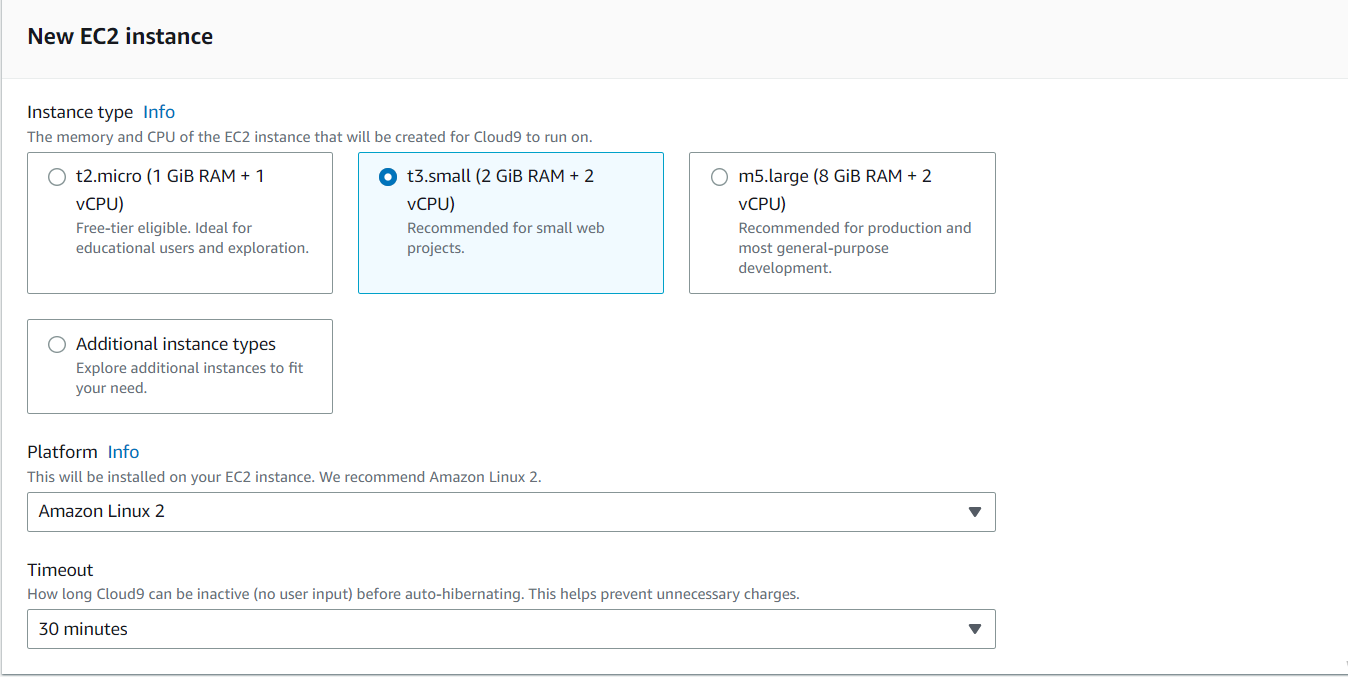 New EC2 instance
Instance type Info
The memory and CPU of the EC2 instance that will be created for Cloud9 to run on.
t2.micro (1 GiB RAM + 1
vCPU)
Free-tier eligible. Ideal for
educational users and exploration.
t3.small (2 GiB RAM + 2
vCPU)
Recommended for small web
projects.
m5.large (8 GiB RAM + 2
vCPU)
Recommended for production and
most general-purpose
development.
Additional instance types
Explore additional instances to fit
your need.
Platform Info
This will be installed on your EC2 instance. We recommend Amazon Linux 2.
Amazon Linux 2
Timeout
How long Cloud9 can be inactive (no user input) before auto-hibernating. This helps prevent unnecessary charges.
30 minutes